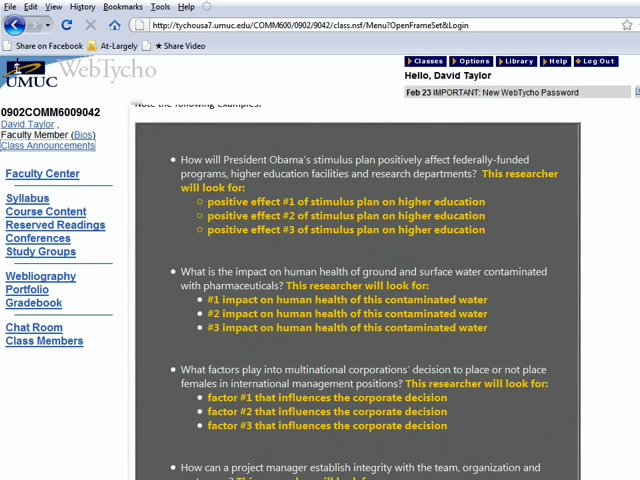 File Edit View History Bookmarks Tools Help
http://tychousa7.umuc.edu/COMM600/0902/9042/class.nsf/Menu?OpenFrameSet&Login
Share on Facebook At-Largely Share Video
UMUC WebTycho
Classes Options Library Help Log Out
Hello, David Taylor
Feb 23 IMPORTANT: New WebTycho Password
0902COMM6009042
David Taylor ,
Faculty Member (Bios)
Class Announcements
Faculty Center
Syllabus
Course Content
Reserved Readings
Conferences
Study Groups
Webliography
Portfolio
Gradebook
Chat Room
Class Members
Note the following examples:
How will President Obama's stimulus plan positively affect federally-funded
programs, higher education facilities and research departments? This researcher
will look for:
positive effect #1 of stimulus plan on higher education
positive effect #2 of stimulus plan on higher education
positive effect #3 of stimulus plan on higher education
What is the impact on human health of ground and surface water contaminated
with pharmaceuticals? This researcher will look for:
#1 impact on human health of this contaminated water
#2 impact on human health of this contaminated water
#3 impact on human health of this contaminated water
What factors play into multinational corporations' decision to place or not place
females in international management positions? This researcher will look for:
factor #1 that influences the corporate decision
factor #2 that influences the corporate decision
factor #3 that influences the corporate decision
How can a project manager establish integrity with the team, organization and